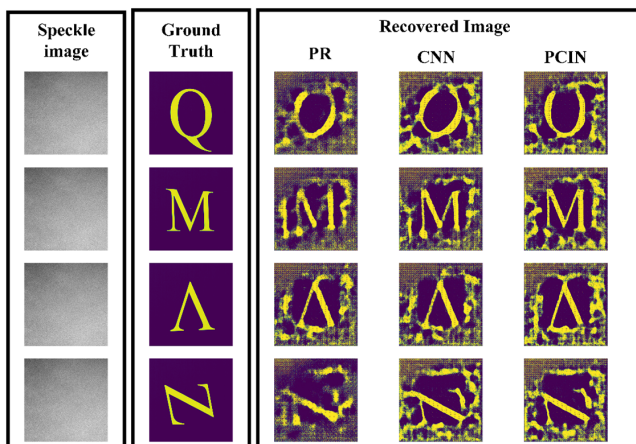 Speckle image
Ground Truth
Recovered Image
PR
CNN
PCIN
Q
M
Λ
N